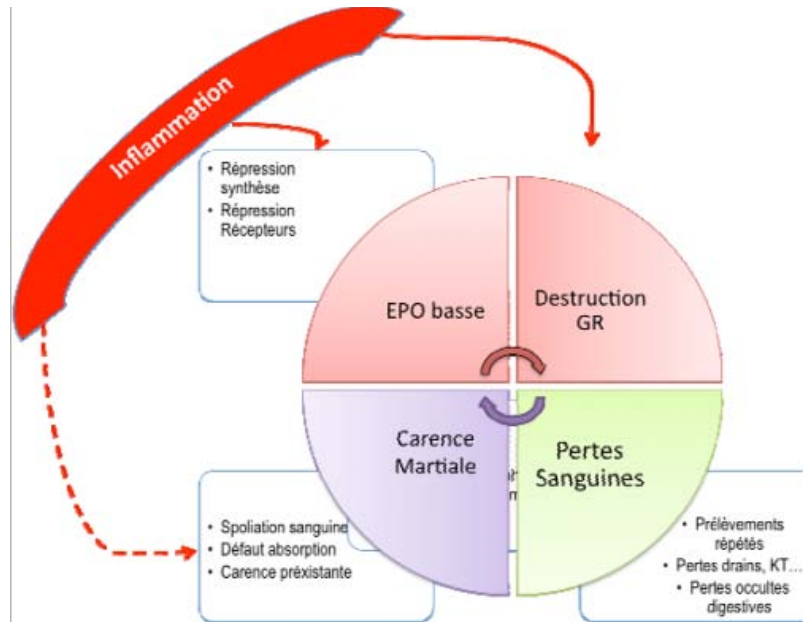 Inflammation
• Répression
synthèse
• Répression
Récepteurs
EPO basse
Destruction
GR
Carence
Martiale
Pertes
Sanguines
• Spoliation sanguine
• Défaut absorption
• Carence préxistante
• Prélèvements
répétés
• Pertes drains, KT...
• Pertes occultes
digestives